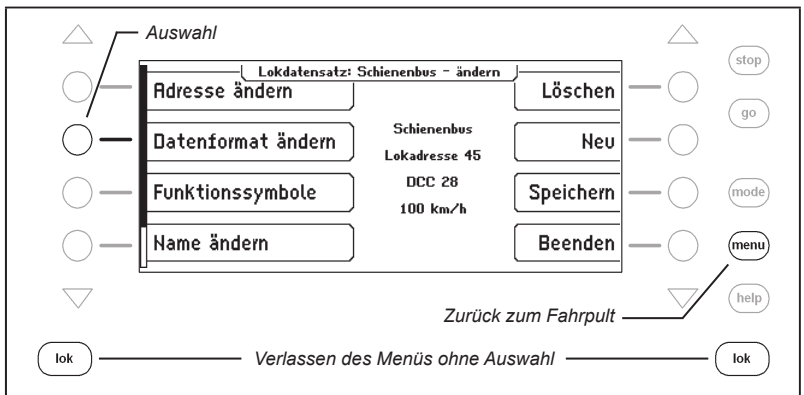 Auswahl
stop
Lokdatensatz: Schienenbus - ändern
Adresse ändern
Löschen
go
Datenformat ändern
Schienenbus
Neu
Lokadresse 45
Funktionssymbole
DCC 28
Speichern
mode
100 km/h
Name ändern
Beenden
menu
help
Zurück zum Fahrpult
lok
Verlassen des Menüs ohne Auswahl
lok